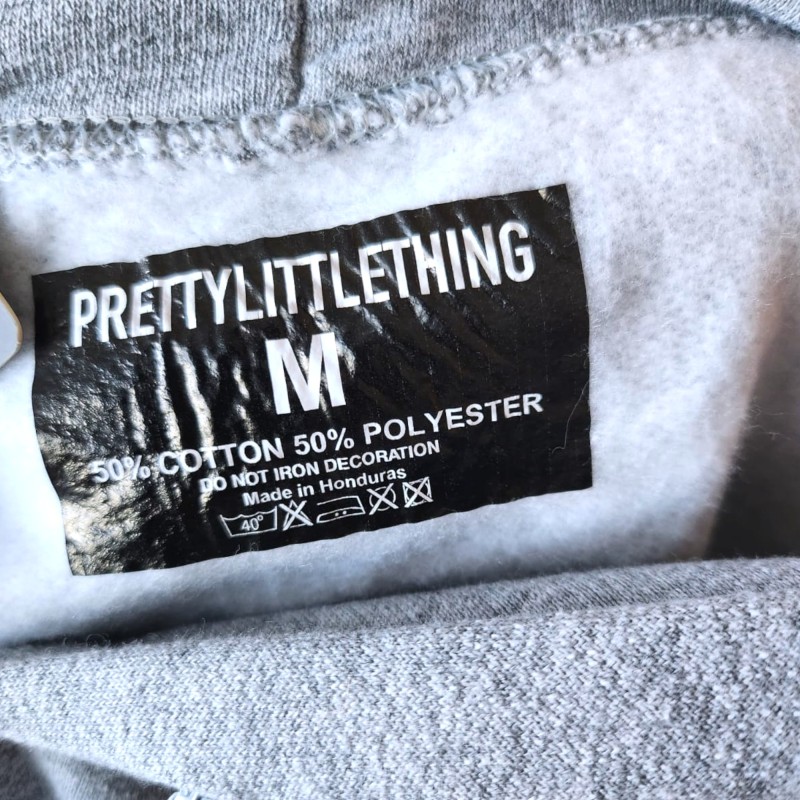 PRETTYLITTLETHING
M
50% COTTON 50% POLYESTER
DO NOT IRON DECORATION
Made in Honduras
40°